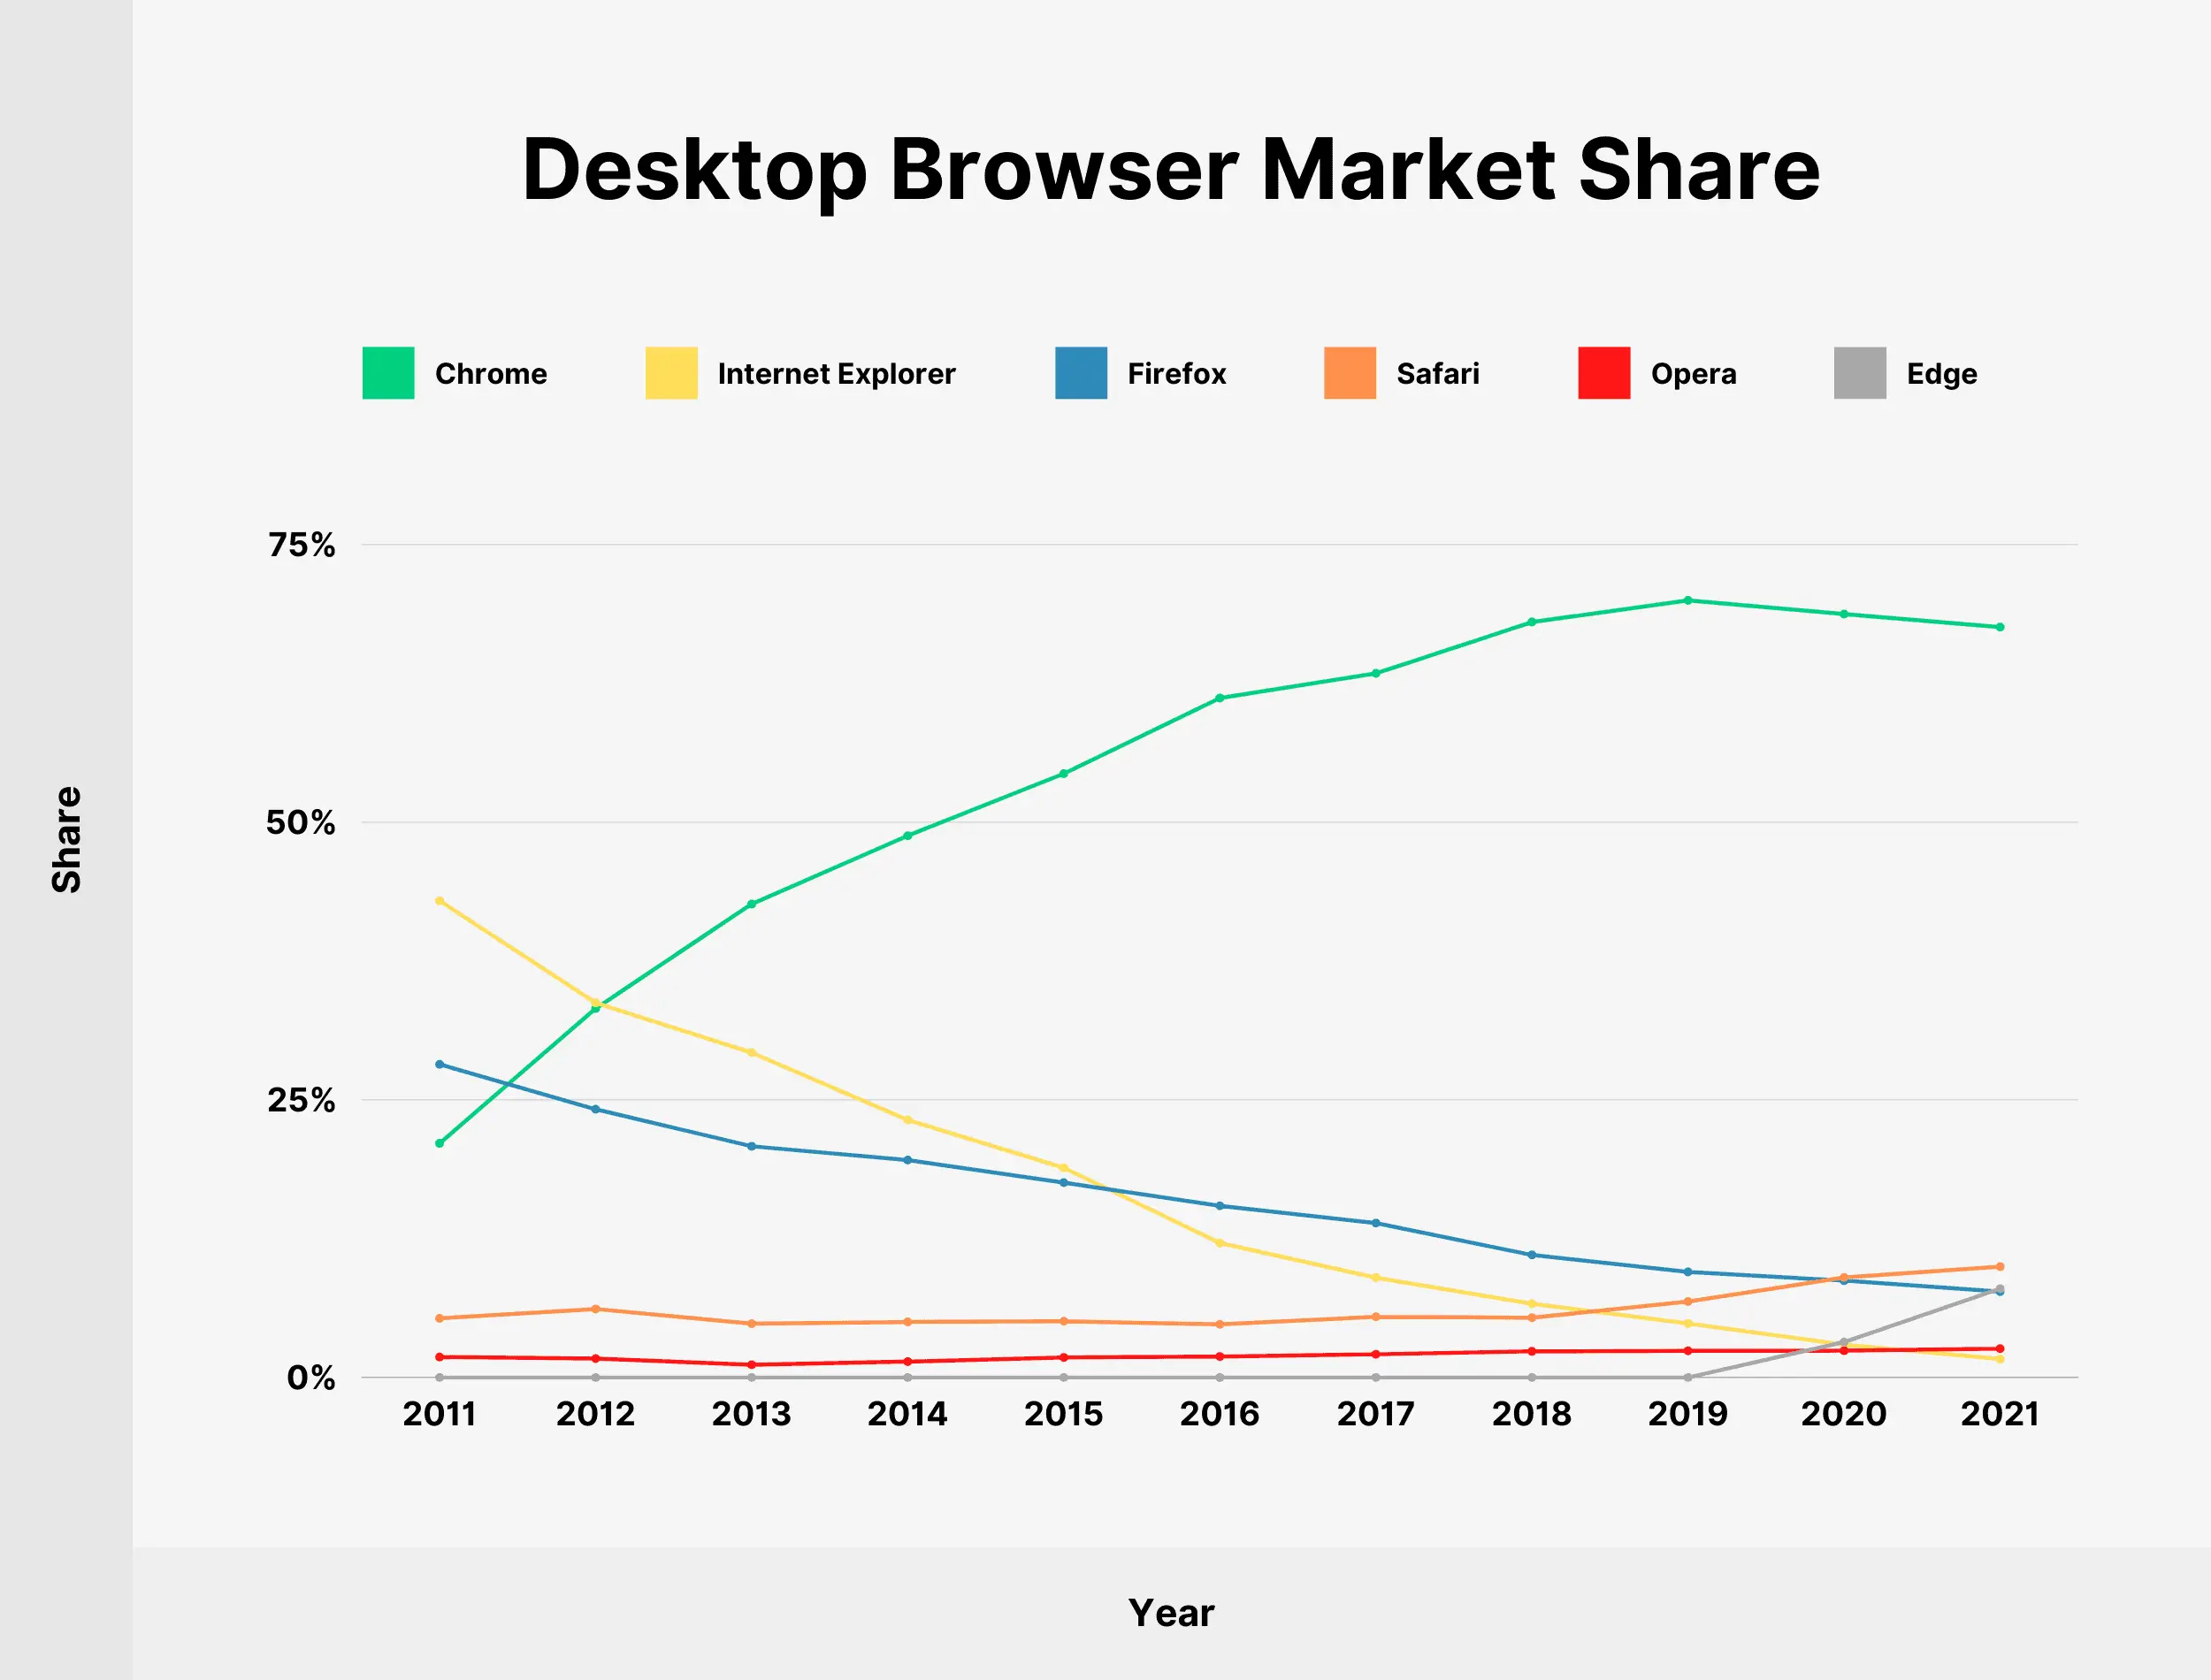 Desktop Browser Market Share
Chrome Internet Explorer Firefox Safari Opera Edge
75%
50%
25%
0%
Share
2011 2012 2013 2014 2015 2016 2017 2018 2019 2020 2021
Year